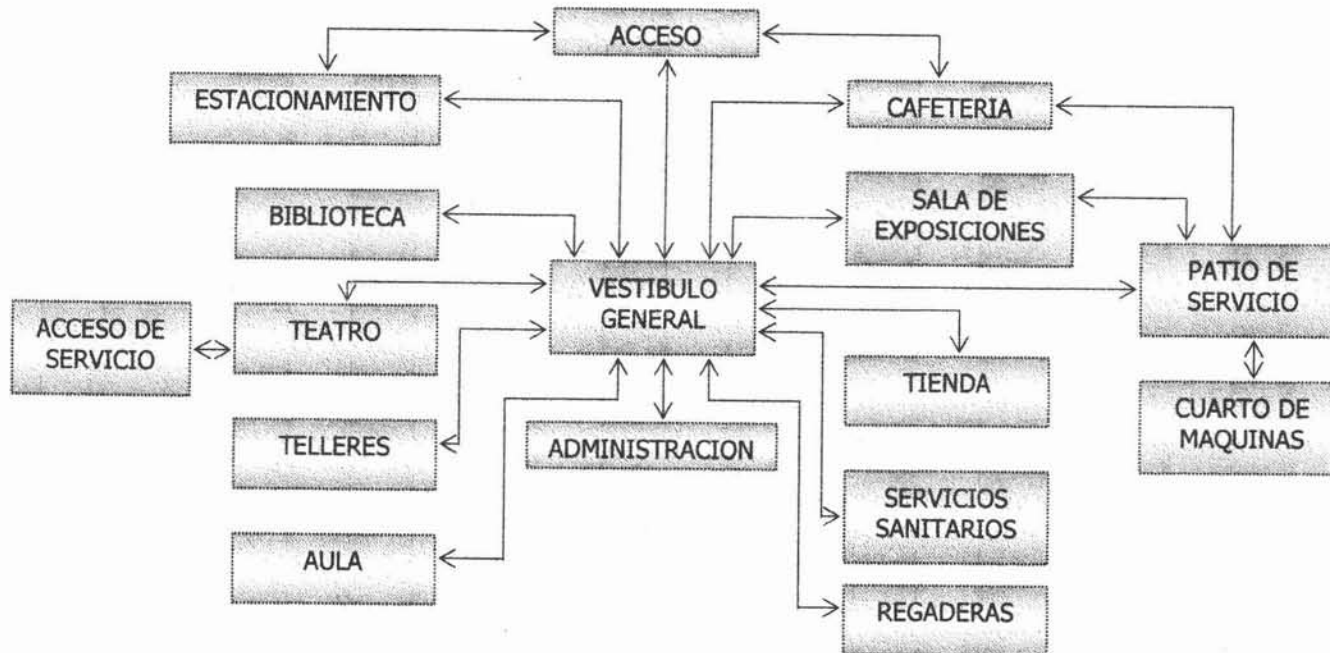 ACCESO
ESTACIONAMIENTO
CAFETERIA
BIBLIOTECA
SALA DE
EXPOSICIONES
ACCESO DE
SERVICIO
TEATRO
VESTIBULO
GENERAL
PATIO DE
SERVICIO
TIENDA
TELLERES
ADMINISTRACION
CUARTO DE
MAQUINAS
SERVICIOS
SANITARIOS
AULA
REGADERAS